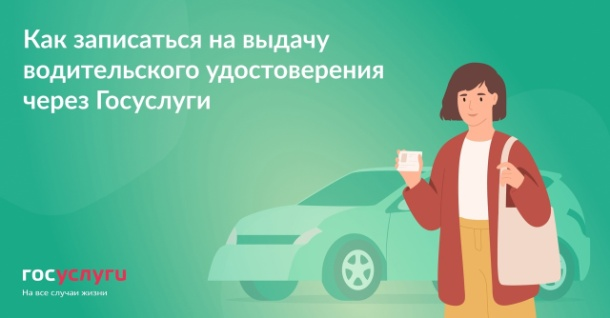 Как записаться на выдачу
водительского удостоверения
через Госуслуги
госуслуги
На все случаи жизни